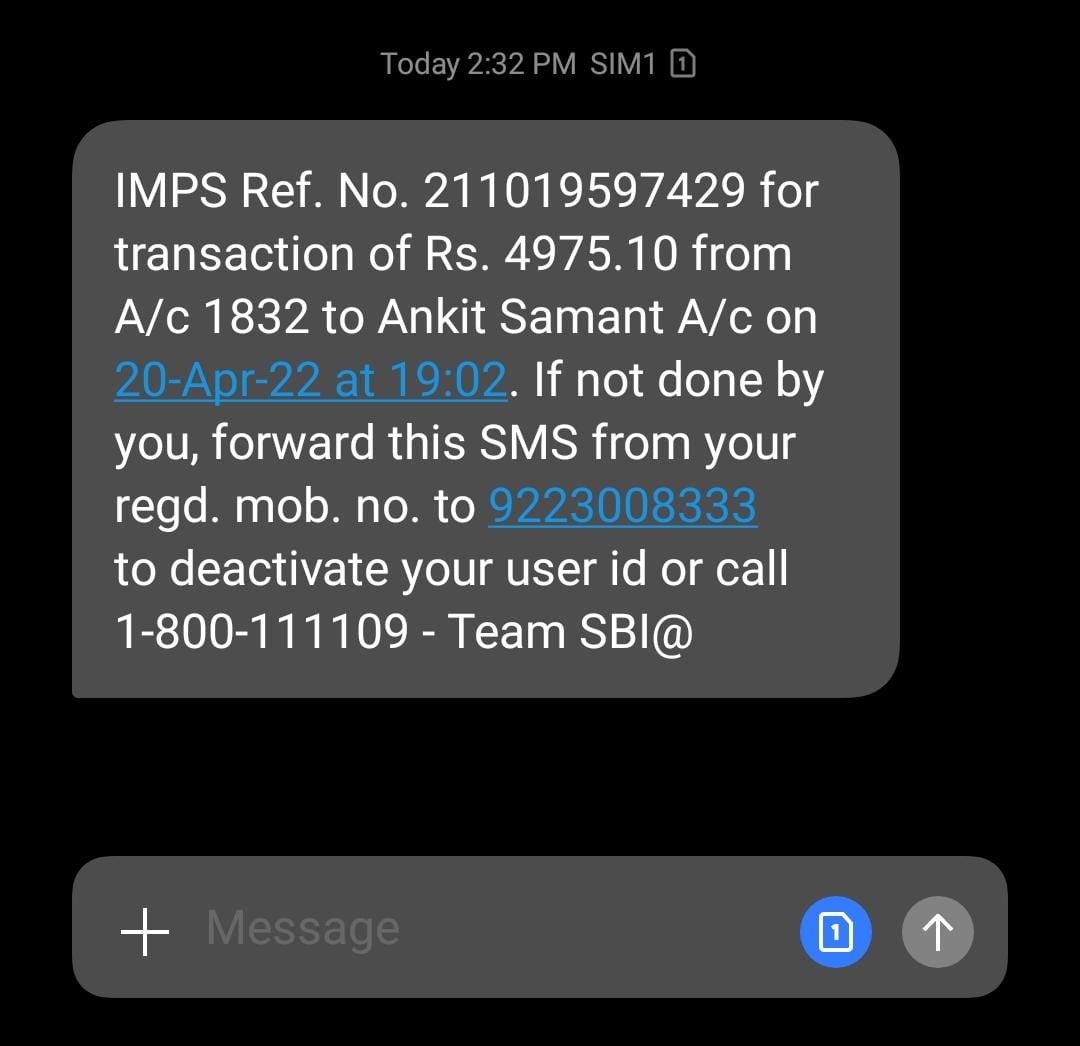 Today 2:32 PM SIM1 1
IMPS Ref. No. 211019597429 for
transaction of Rs. 4975.10 from
A/c 1832 to Ankit Samant A/c on
20-Apr-22 at 19:02. If not done by
you, forward this SMS from your
regd. mob. no. to 9223008333
to deactivate your user id or call
1-800-111109 - Team SBI@
Message 1